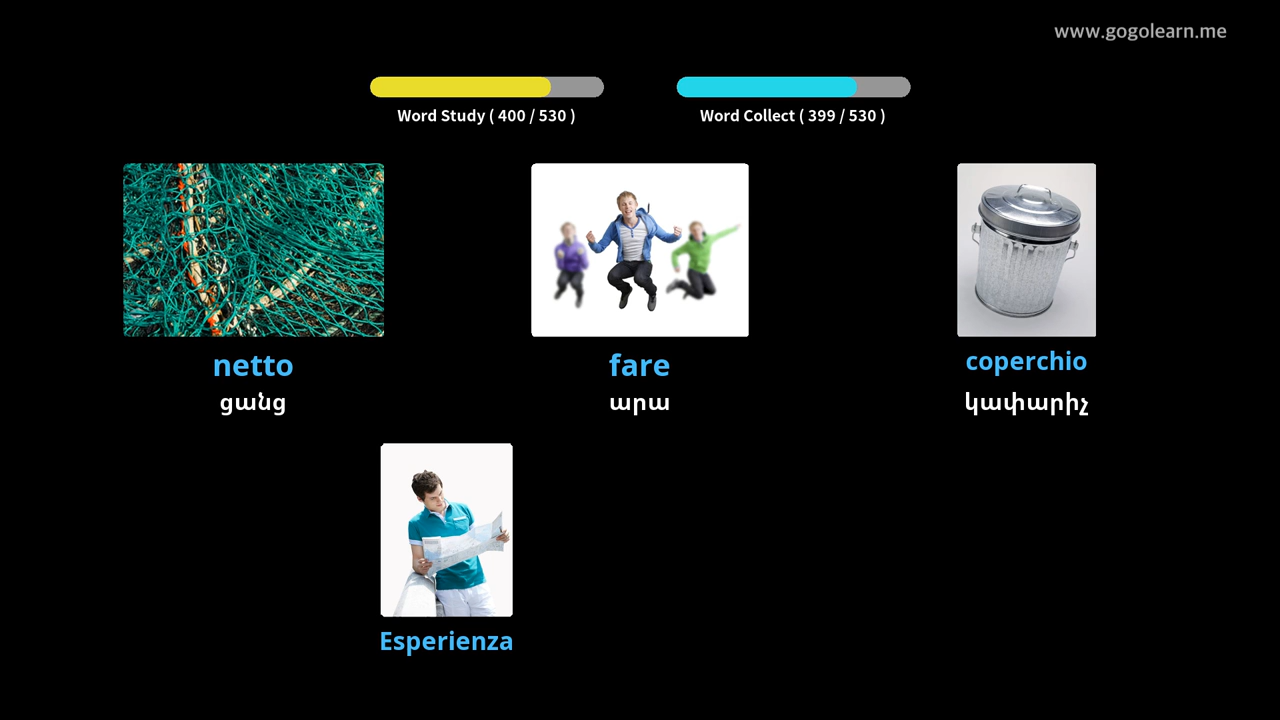 www.gogolearn.me
Word Study ( 400 / 530 )
Word Collect ( 399 / 530 )
netto
fare
coperchio
ցանց
արա
կափարիչ
Esperienza